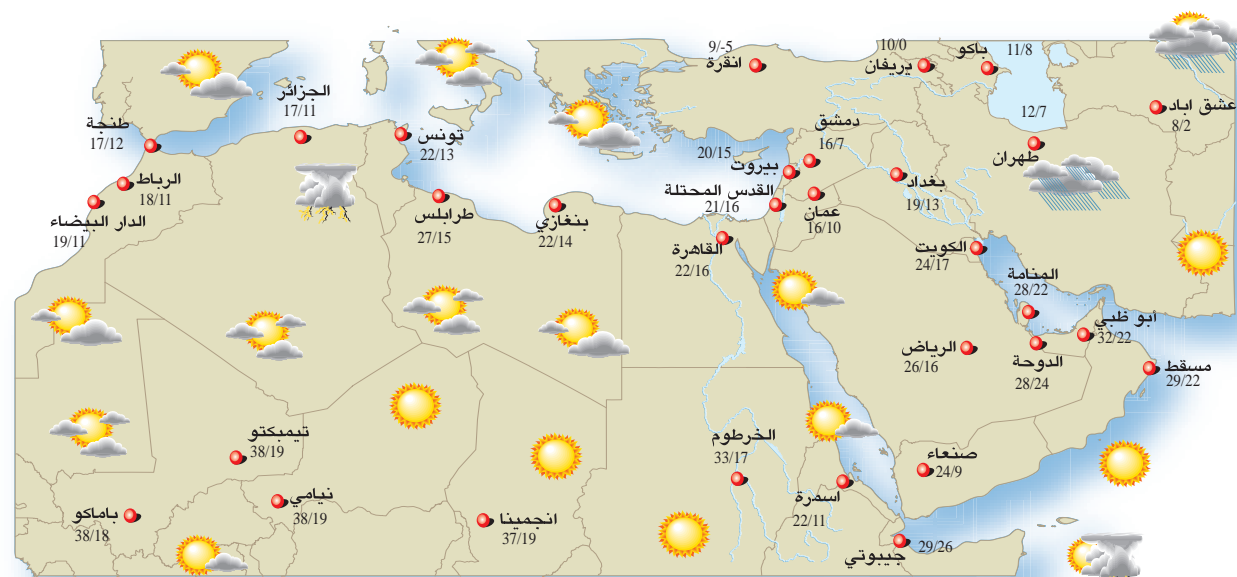 9/-5
انقرة
10/0
يريفان
باكو
11/8
12/7
عشق اباد
8/2
طهران
الجزائر
17/11
طنجة
17/12
تونس
22/13
دمشق
16/7
20/15
بيروت
القدس المحتلة
21/16
عمان
16/10
بغداد
19/13
الرباط
18/11
الدار البيضاء
19/11
طرابلس
27/15
بنغازي
22/14
القاهرة
22/16
الكويت
24/17
المنامة
28/22
أبو ظبي
32/22
الرياض
26/16
الدوحة
28/24
مسقط
29/22
تيمبكتو
38/19
الخرطوم
33/17
صنعاء
24/9
باماكو
38/18
نيامي
38/19
انجمينا
37/19
اسمرة
22/11
جيبوتي
29/26